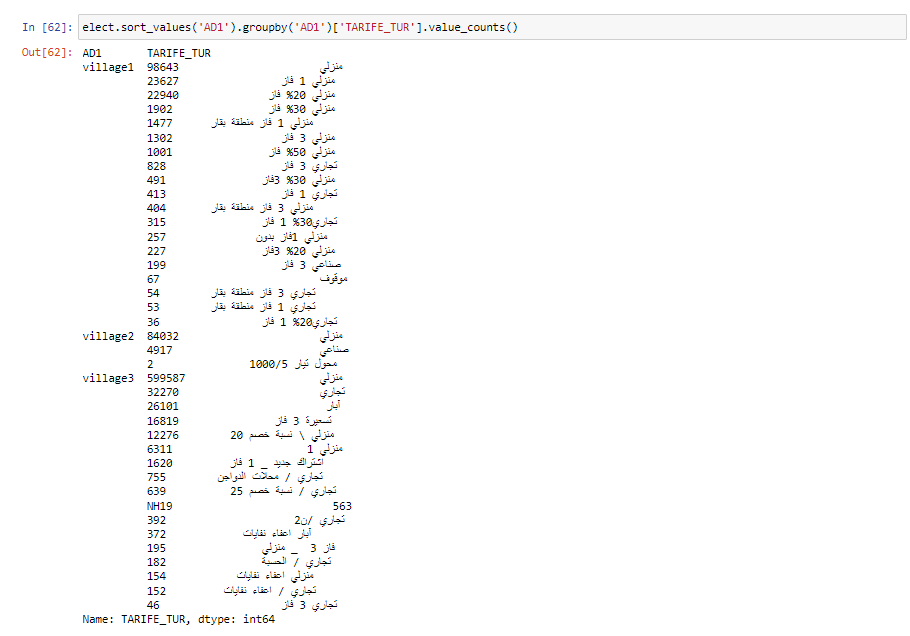 In [62]: elect.sort_values('AD1').groupby('AD1')['TARIFE_TUR'].value_counts()
Out[62]: AD1 TARIFE_TUR
village1 98643 منزلي
23627 منزلي 1 فاز
22940 منزلي 20% فاز
1902 منزلي 30% فاز
1477 منزلي 1 فاز منطقة بقار
1302 منزلي 3 فاز
1001 منزلي 50% فاز
828 تجاري 3 فاز
491 منزلي 30% 3فاز
413 تجاري 1 فاز
404 منزلي 3 فاز منطقة بقار
315 تجاري30% 1 فاز
257 منزلي 1فاز بدون
227 منزلي 20% 3فاز
199 صناعي 3 فاز
67 موقوف
54 تجاري 3 فاز منطقة بقار
53 تجاري 1 فاز منطقة بقار
36 تجاري20% 1 فاز
village2 84032 منزلي
4917 صناعي
2 محول تيار 1000/5
village3 599587 منزلي
32270 تجاري
26101 آبار
16819 تسعيرة 3 فاز
12276 منزلي \ نسبة خصم 20
6311 منزلي 1
1620 اشتراك جديد _ 1 فاز
755 تجاري / محلات الدواجن
639 تجاري / نسبة خصم 25
NH19 563
392 تجاري /ن2
372 آبار اعفاء نفايات
195 فاز 3 _ منزلي
182 تجاري / الحسبة
154 منزلي اعفاء نفايات
152 تجاري / اعفاء نفايات
46 تجاري 3 فاز
Name: TARIFE_TUR, dtype: int64